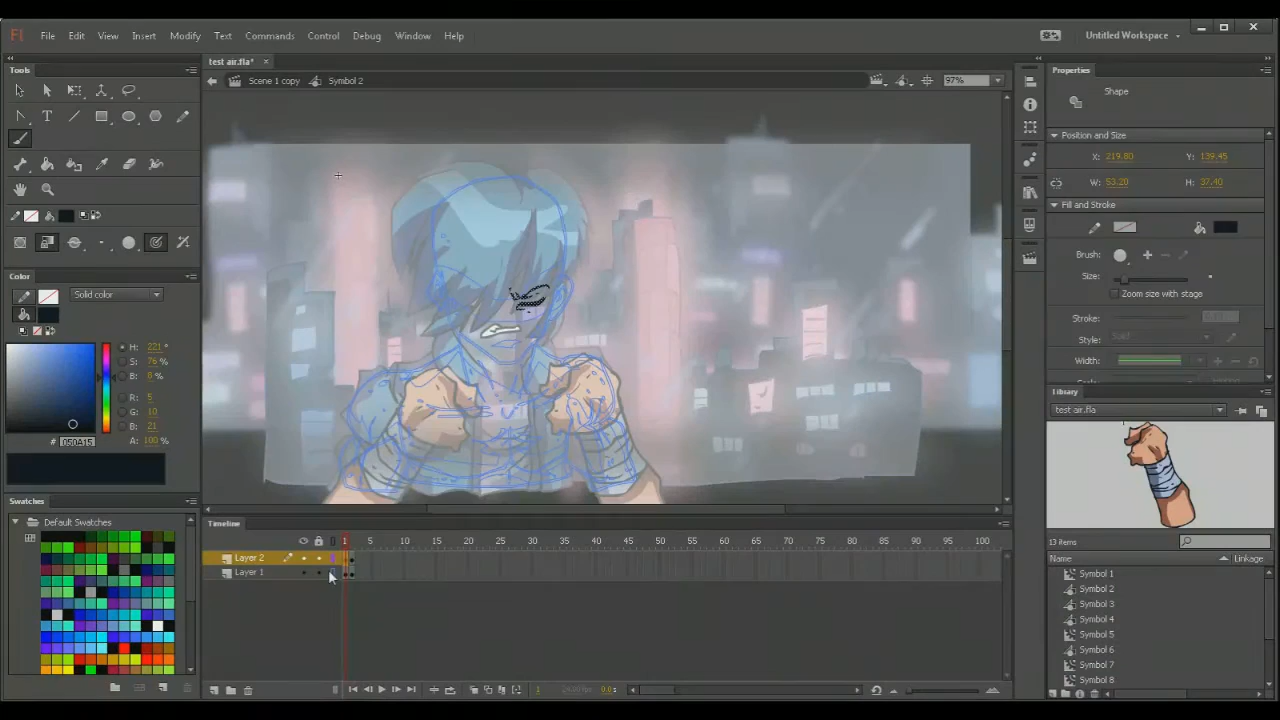 Fl File Edit View Insert Modify Text Commands Control Debug Window Help Untitled Workspace
Tools
test air.fla* ×
Scene 1 copy Symbol 2 97%
Properties
Shape
Position and Size
X: 219.80 Y: 139.45
W: 53.20 H: 37.40
Fill and Stroke
Brush:
Size:
Zoom size with stage
Stroke:
Style: Solid
Width:
Color
Solid color
H: 221 °
S: 76 %
B: 8 %
R: 5
G: 10
B: 21
# 050A15 A: 100 %
Library
test air.fla
13 items
Name Linkage
Symbol 1
Symbol 2
Symbol 3
Symbol 4
Symbol 5
Symbol 6
Symbol 7
Symbol 8
Swatches
Default Swatches
Timeline
1 5 10 15 20 25 30 35 40 45 50 55 60 65 70 75 80 85 90 95 100
Layer 2
Layer 1
1